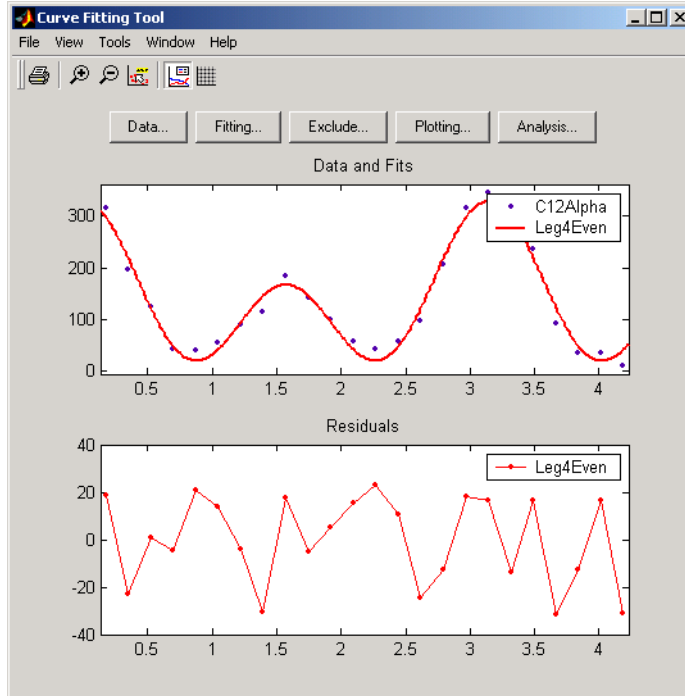 Curve Fitting Tool
File View Tools Window Help
Data... Fitting... Exclude... Plotting... Analysis...
Data and Fits
300
200
100
0
C12Alpha
Leg4Even
0.5 1 1.5 2 2.5 3 3.5 4
Residuals
40
20
0
-20
-40
Leg4Even
0.5 1 1.5 2 2.5 3 3.5 4